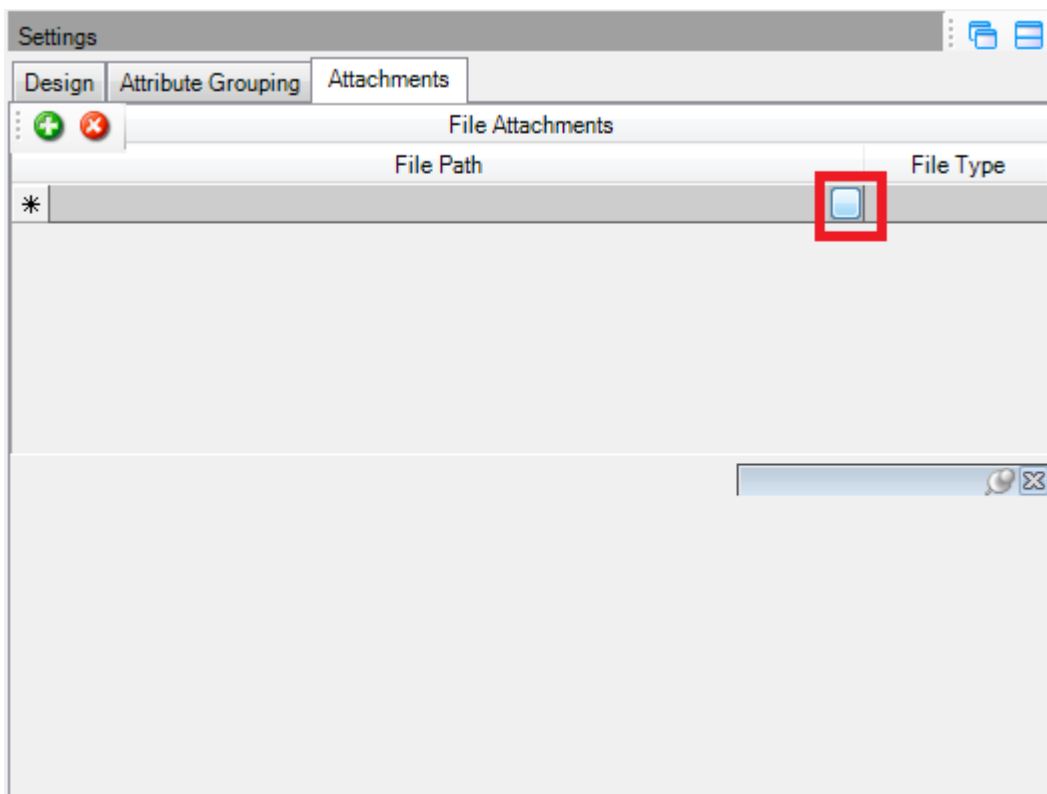 Settings
Design Attribute Grouping Attachments
File Attachments
File Path File Type